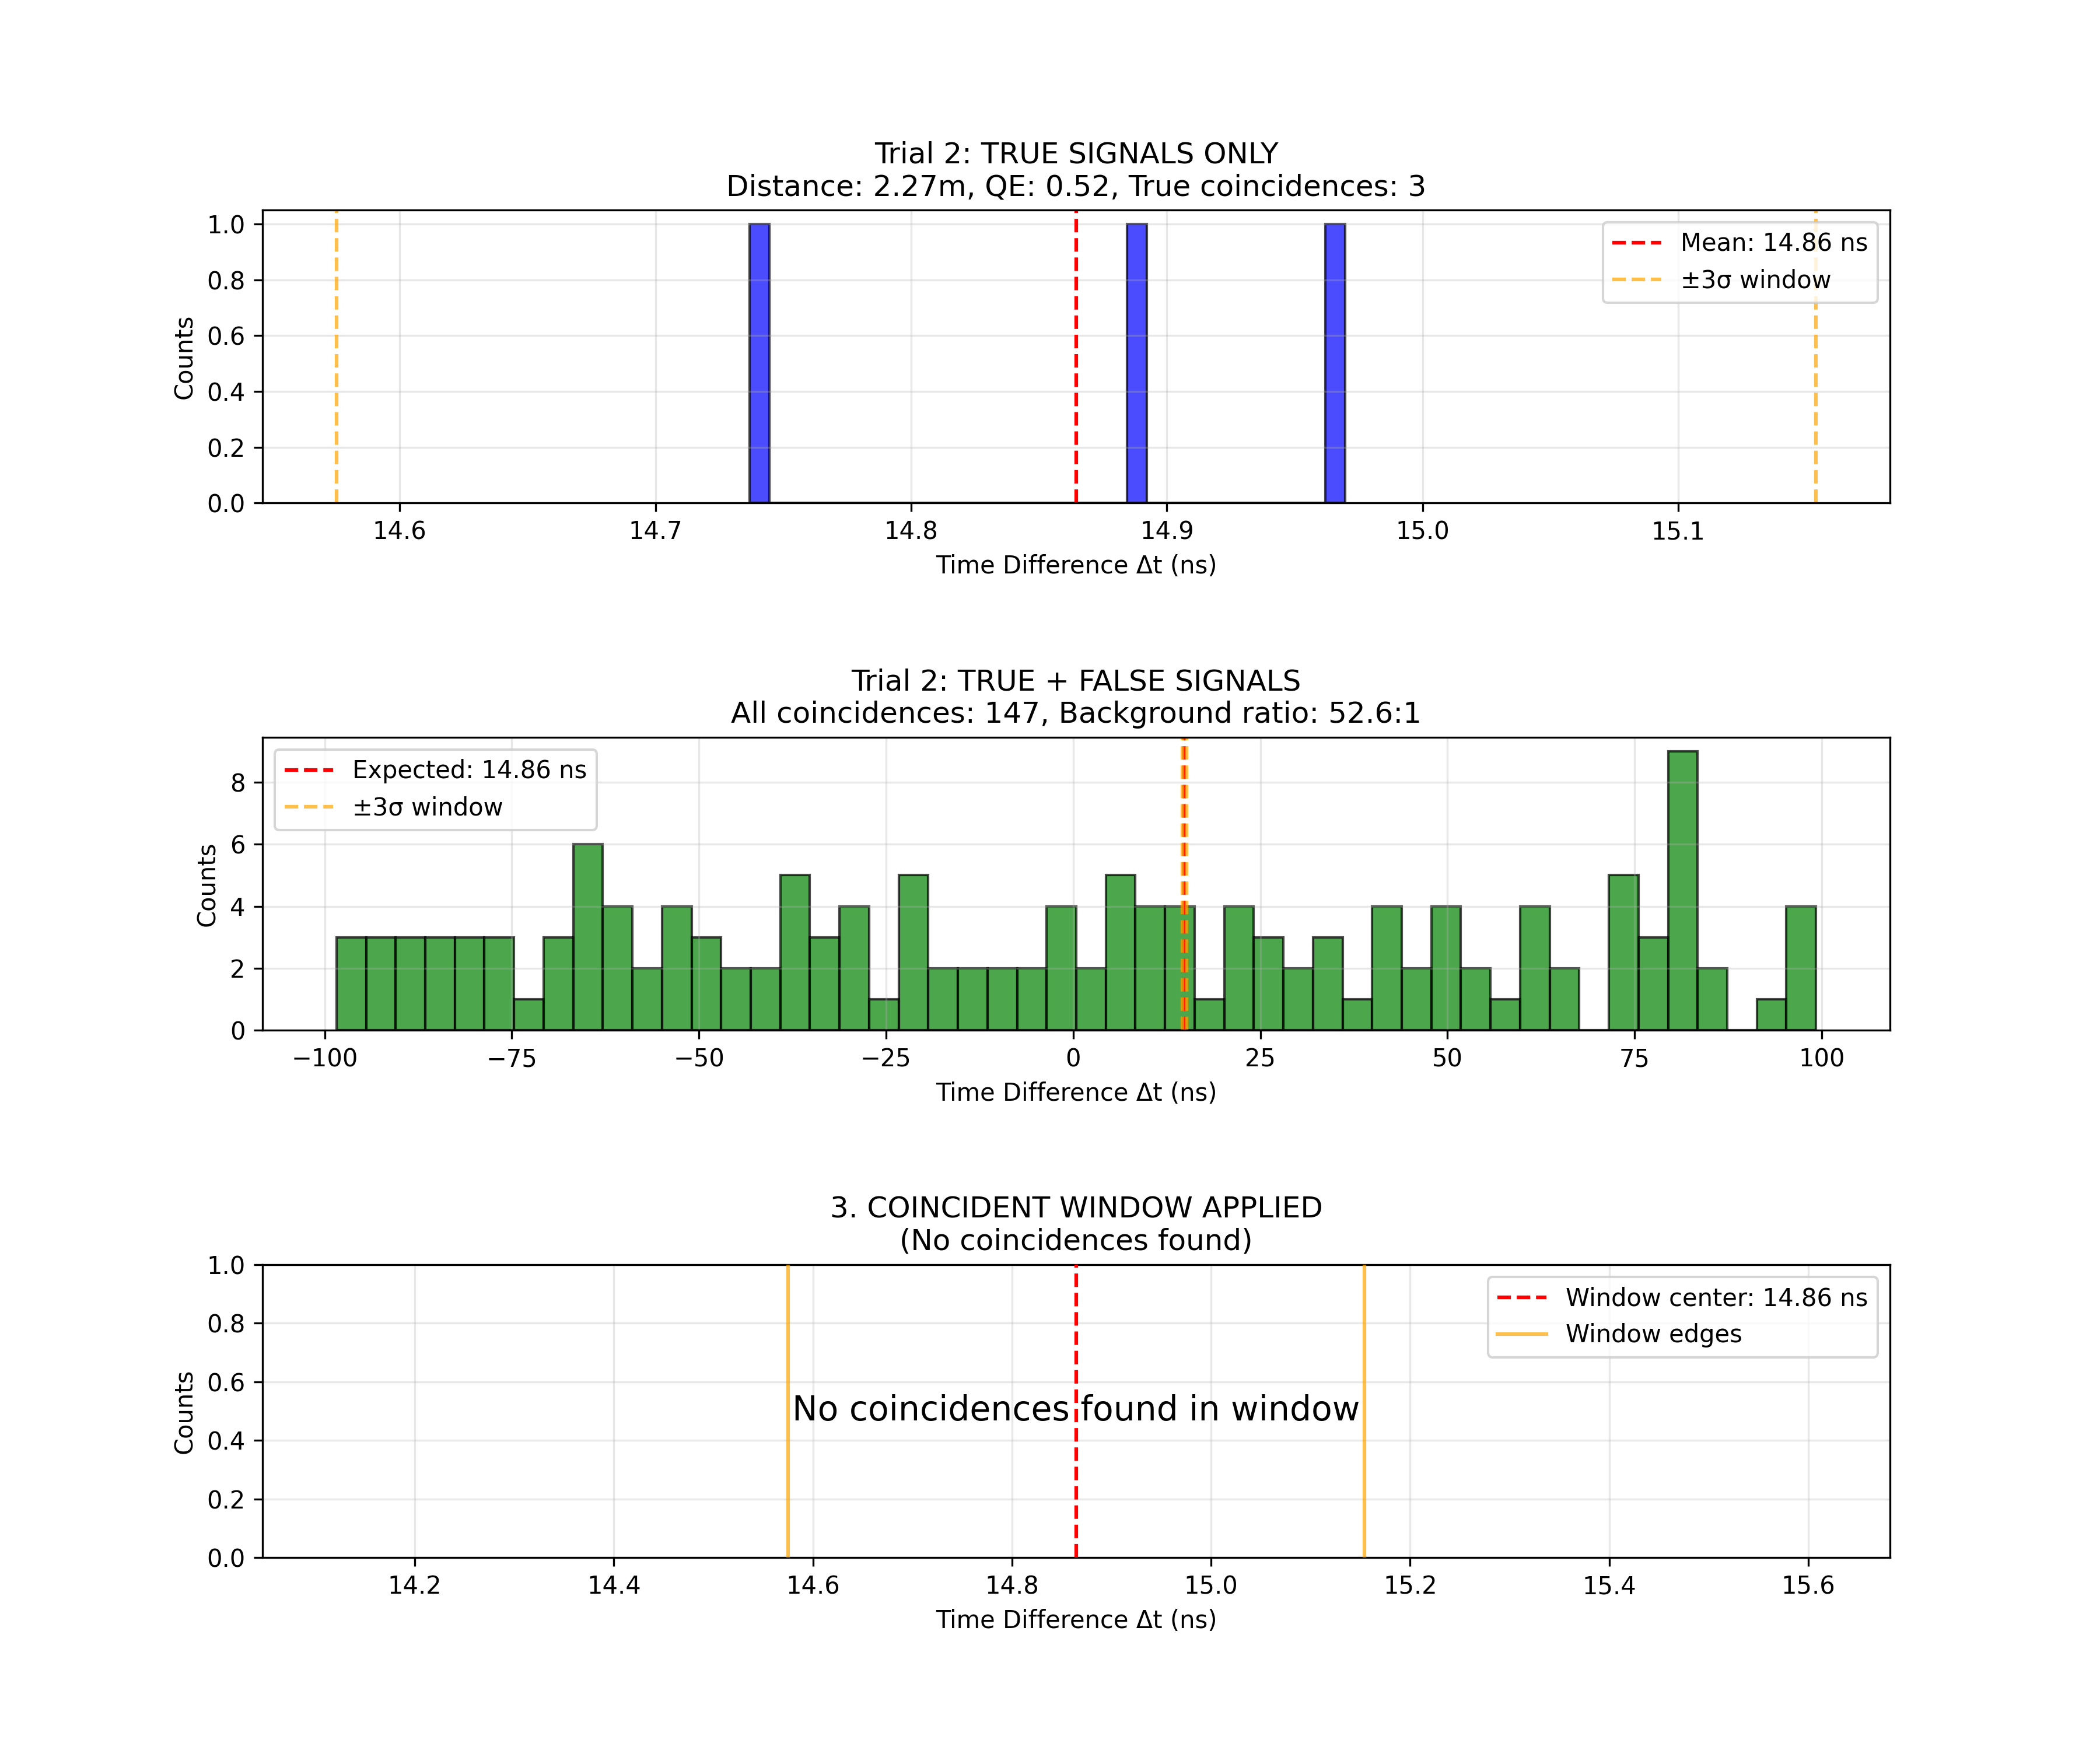 Trial 2: TRUE SIGNALS ONLY
Distance: 2.27m, QE: 0.52, True coincidences: 3
1.0
0.8
0.6
0.4
0.2
0.0
Counts
Mean: 14.86 ns
±3σ window
14.6 14.7 14.8 14.9 15.0 15.1
Time Difference Δt (ns)
Trial 2: TRUE + FALSE SIGNALS
All coincidences: 147, Background ratio: 52.6:1
8
6
4
2
0
Counts
Expected: 14.86 ns
±3σ window
−100 −75 −50 −25 0 25 50 75 100
Time Difference Δt (ns)
3. COINCIDENT WINDOW APPLIED
(No coincidences found)
1.0
0.8
0.6
0.4
0.2
0.0
Counts
Window center: 14.86 ns
Window edges
No coincidences found in window
14.2 14.4 14.6 14.8 15.0 15.2 15.4 15.6
Time Difference Δt (ns)